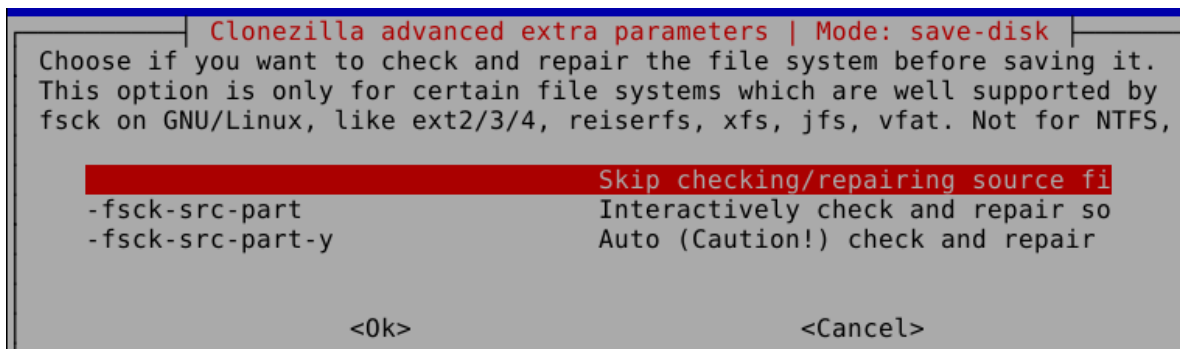 Clonezilla advanced extra parameters | Mode: save-disk
Choose if you want to check and repair the file system before saving it.
This option is only for certain file systems which are well supported by
fsck on GNU/Linux, like ext2/3/4, reiserfs, xfs, jfs, vfat. Not for NTFS,
Skip checking/repairing source fi
-fsck-src-part Interactively check and repair so
-fsck-src-part-y Auto (Caution!) check and repair
<Ok> <Cancel>